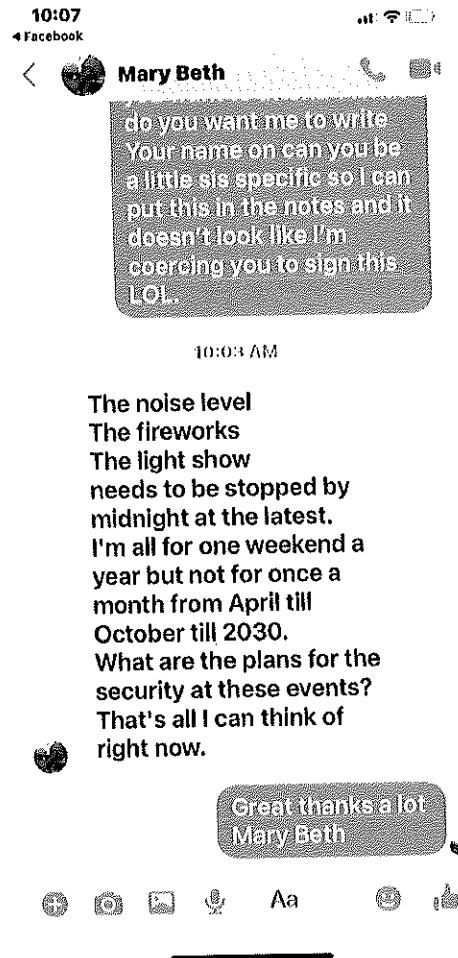 10:07
Facebook
Mary Beth
do you want me to write
Your name on can you be
a little sis specific so I can
put this in the notes and it
doesn't look like I'm
coercing you to sign this
LOL.
10:03 AM
The noise level
The fireworks
The light show
needs to be stopped by
midnight at the latest.
I'm all for one weekend a
year but not for once a
month from April till
October till 2030.
What are the plans for the
security at these events?
That's all I can think of
right now.
Great thanks a lot
Mary Beth
Aa